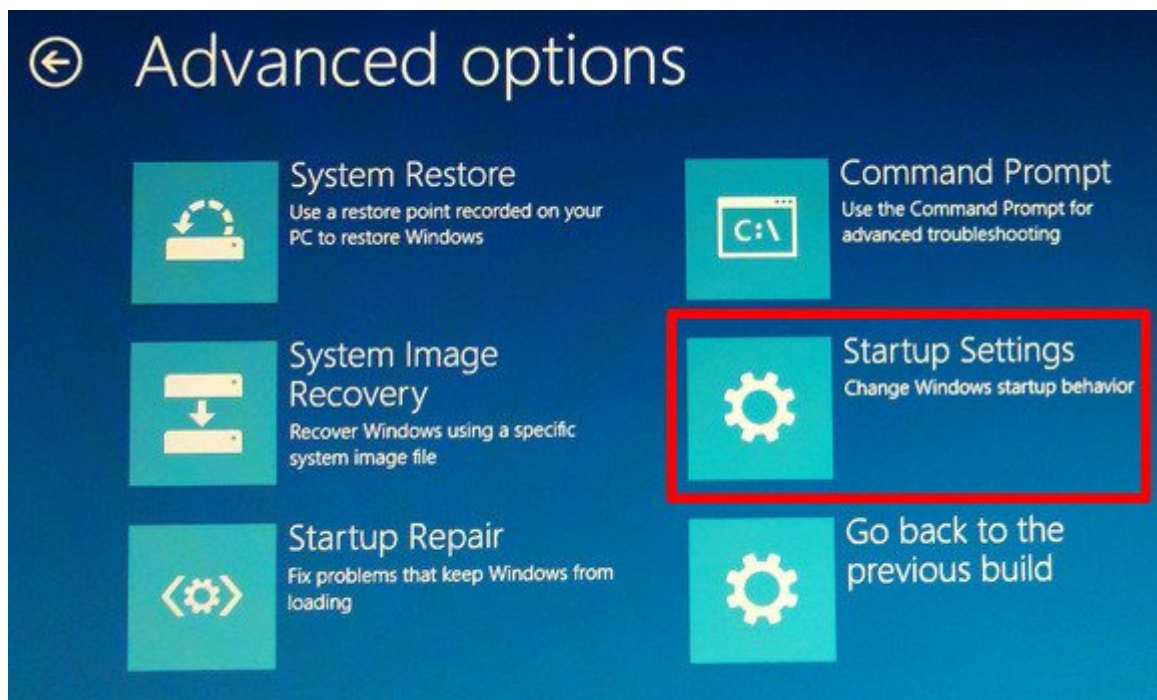 Advanced options
System Restore
Use a restore point recorded on your
PC to restore Windows
System Image
Recovery
Recover Windows using a specific
system image file
Startup Repair
Fix problems that keep Windows from
loading
Command Prompt
Use the Command Prompt for
advanced troubleshooting
C:\
Startup Settings
Change Windows startup behavior
Go back to the
previous build